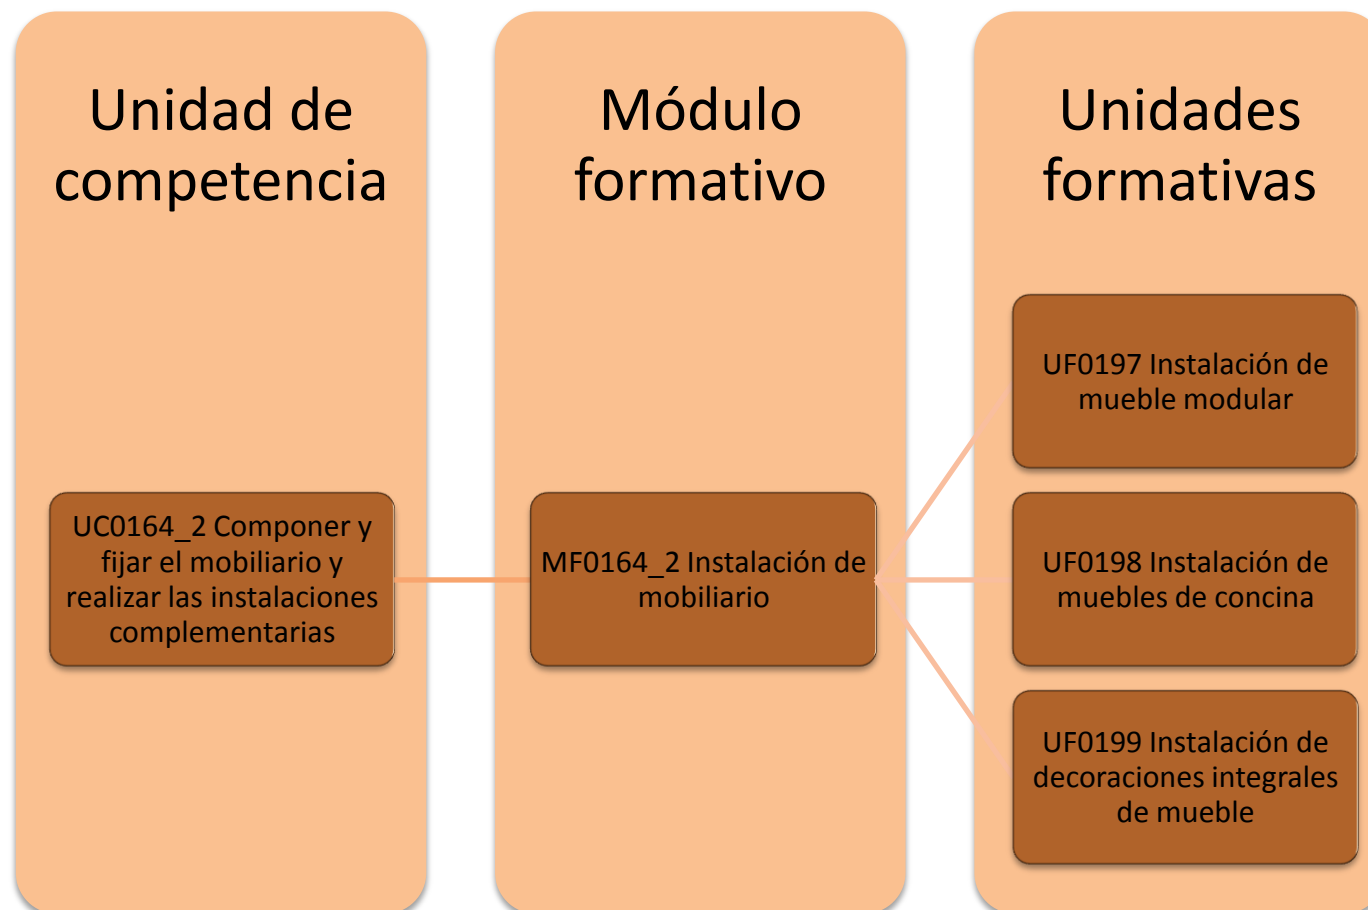 Unidad de
competencia
UC0164_2 Componer y
fijar el mobiliario y
realizar las instalaciones
complementarias
Módulo
formativo
MF0164_2 Instalación de
mobiliario
Unidades
formativas
UF0197 Instalación de
mueble modular
UF0198 Instalación de
muebles de concina
UF0199 Instalación de
decoraciones integrales
de mueble